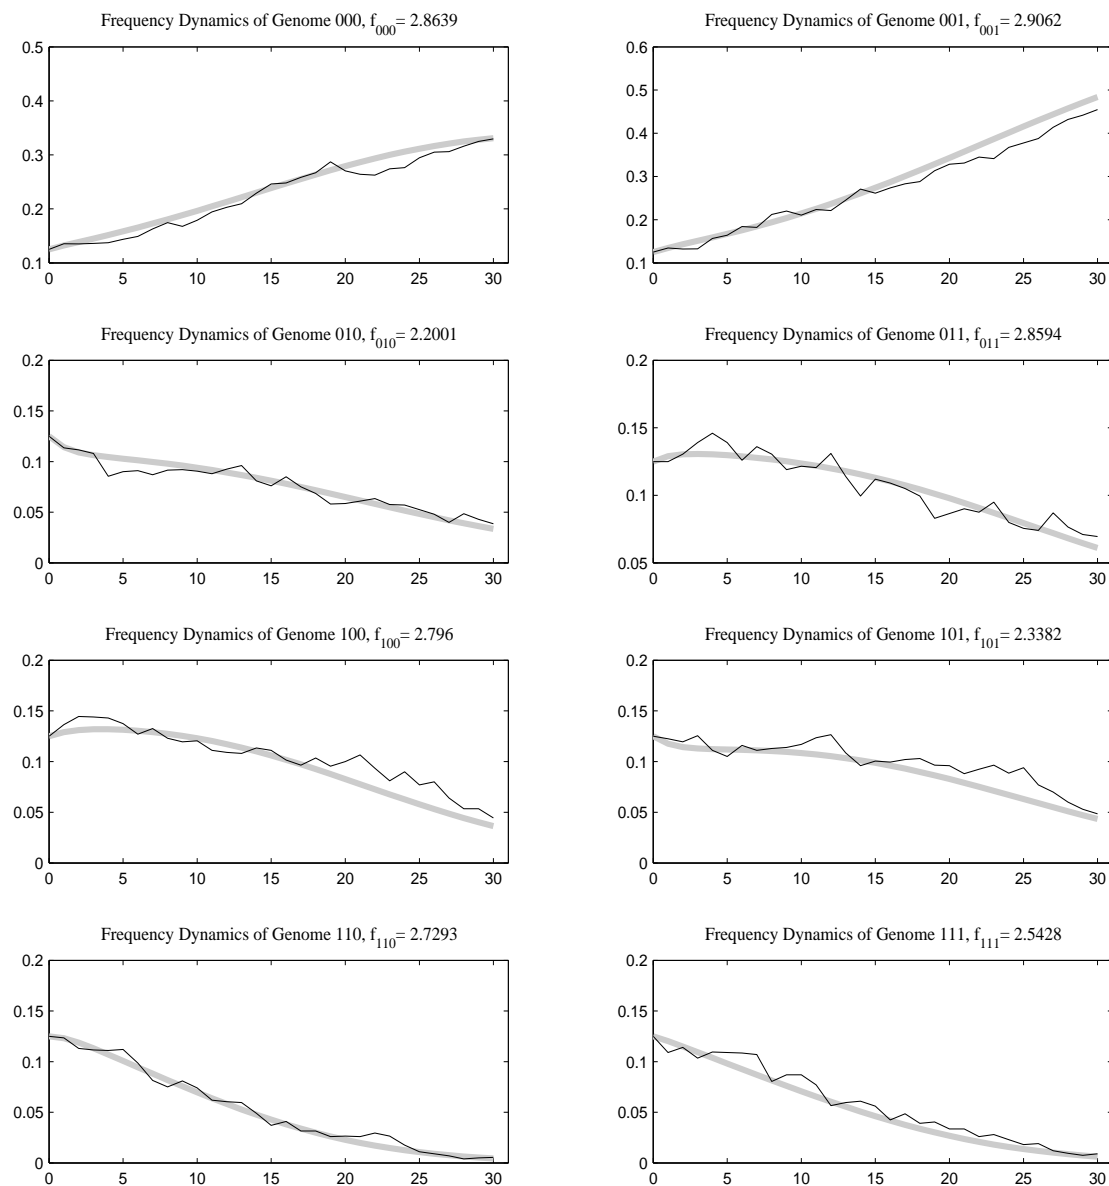 Frequency Dynamics of Genome 000, f000= 2.8639
0.5
0.4
0.3
0.2
0.1
0 5 10 15 20 25 30
Frequency Dynamics of Genome 001, f001= 2.9062
0.6
0.5
0.4
0.3
0.2
0.1
0 5 10 15 20 25 30
Frequency Dynamics of Genome 010, f010= 2.2001
0.2
0.15
0.1
0.05
0
0 5 10 15 20 25 30
Frequency Dynamics of Genome 011, f011= 2.8594
0.2
0.15
0.1
0.05
0 5 10 15 20 25 30
Frequency Dynamics of Genome 100, f100= 2.796
0.2
0.15
0.1
0.05
0
0 5 10 15 20 25 30
Frequency Dynamics of Genome 101, f101= 2.3382
0.2
0.15
0.1
0.05
0
0 5 10 15 20 25 30
Frequency Dynamics of Genome 110, f110= 2.7293
0.2
0.15
0.1
0.05
0
0 5 10 15 20 25 30
Frequency Dynamics of Genome 111, f111= 2.5428
0.2
0.15
0.1
0.05
0
0 5 10 15 20 25 30